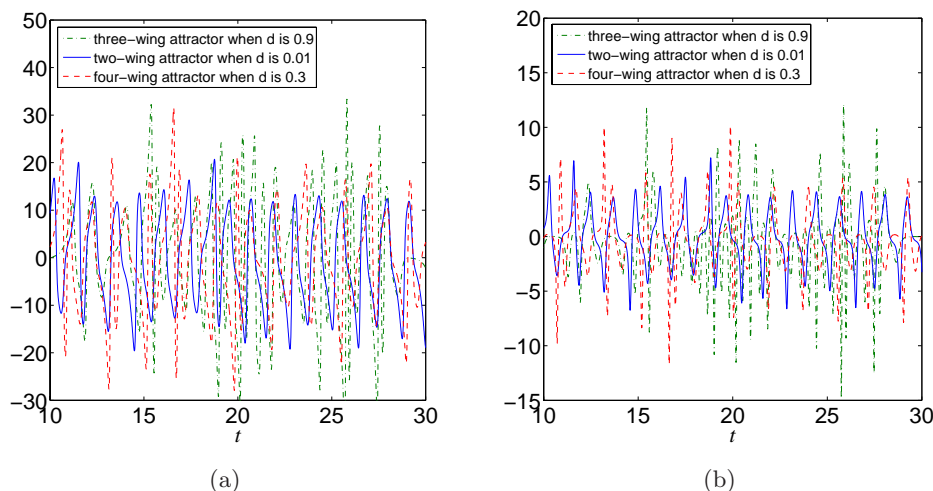 50
40
30
20
10
0
−10
−20
−30
10 15 20 25 30
t
three−wing attractor when d is 0.9
two−wing attractor when d is 0.01
four−wing attractor when d is 0.3
(a)
20
15
10
5
0
−5
−10
−15
10 15 20 25 30
t
three−wing attractor when d is 0.9
two−wing attractor when d is 0.01
four−wing attractor when d is 0.3
(b)